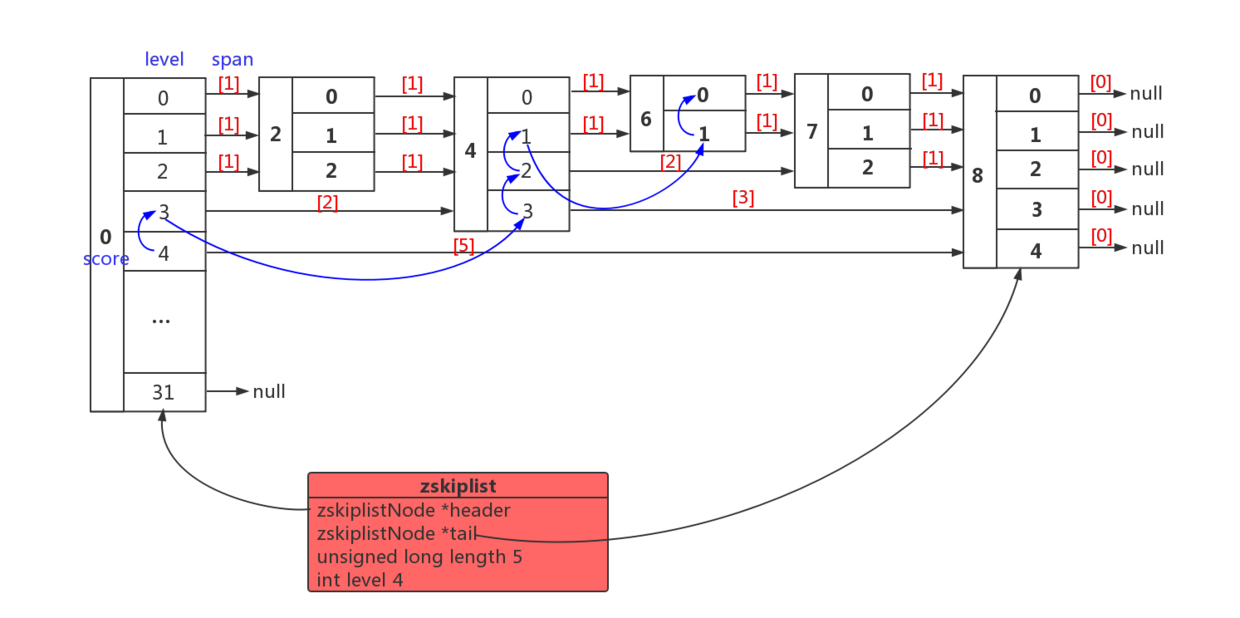 level span
0 [1] 0 [1] 0 [1] 0 [1] 0 [1] 0 [0] null
1 [1] 2 1 [1] 4 1 [1] 6 1 [1] 7 1 [1] 1 [0] null
2 [1] 2 [1] 2 [2] 2 [1] 8 2 [0] null
3 [2] 3 [3] 3 [0] null
0
score
4 [5] 4 [0] null
...
31 null
zskiplist
zskiplistNode *header
zskiplistNode *tail
unsigned long length 5
int level 4